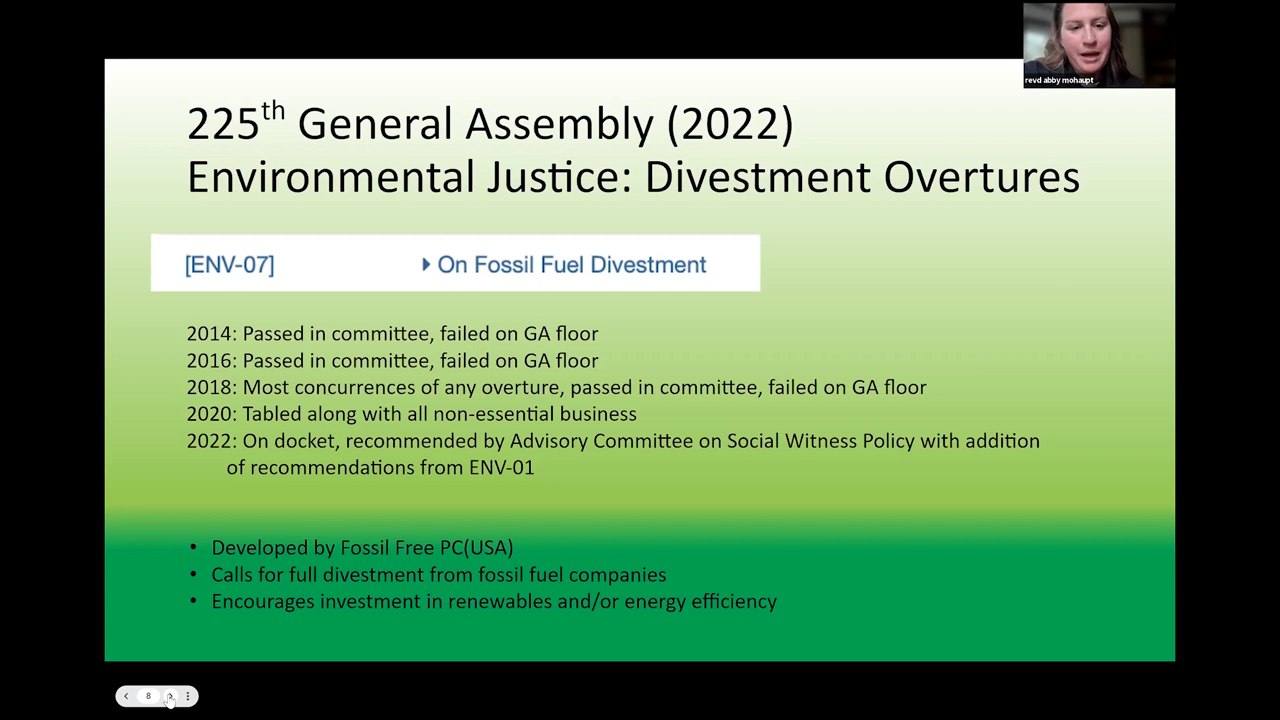 revd abby mohaupt
225th General Assembly (2022)
Environmental Justice: Divestment Overtures
[ENV-07] On Fossil Fuel Divestment
2014: Passed in committee, failed on GA floor
2016: Passed in committee, failed on GA floor
2018: Most concurrences of any overture, passed in committee, failed on GA floor
2020: Tabled along with all non-essential business
2022: On docket, recommended by Advisory Committee on Social Witness Policy with addition
of recommendations from ENV-01
• Developed by Fossil Free PC(USA)
• Calls for full divestment from fossil fuel companies
• Encourages investment in renewables and/or energy efficiency
8